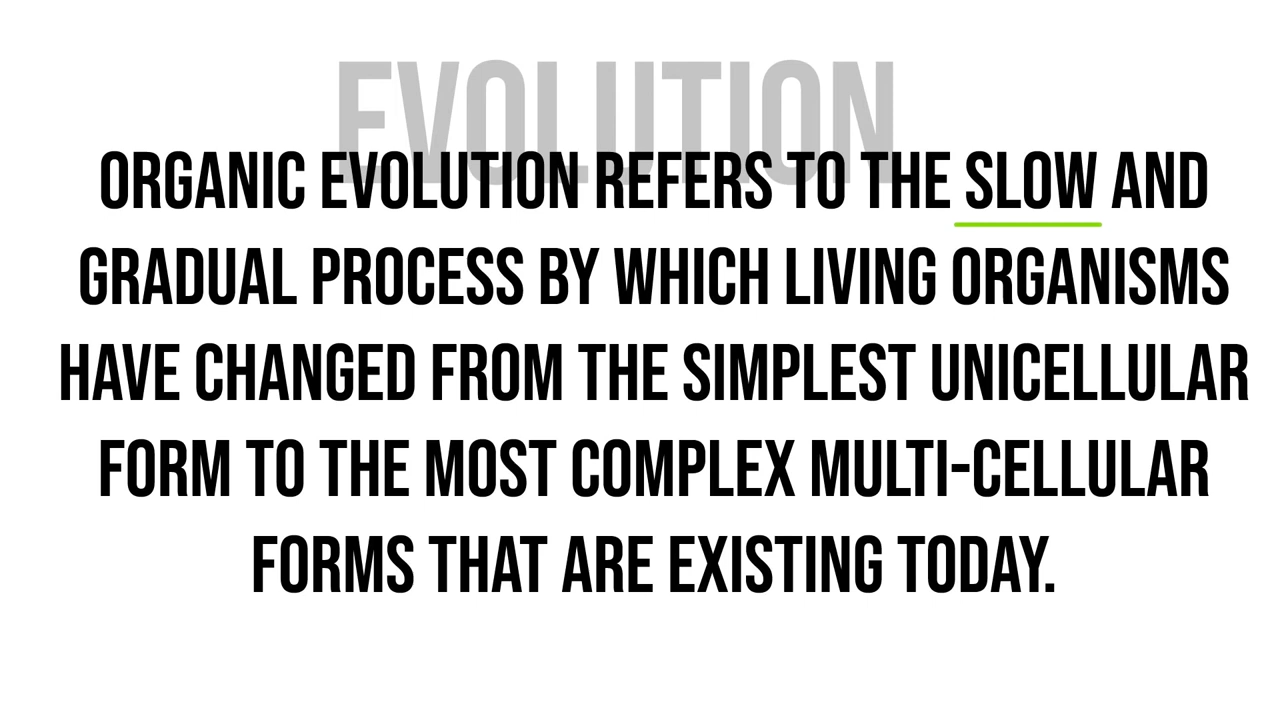 EVOLUTION
ORGANIC EVOLUTION REFERS TO THE SLOW AND
GRADUAL PROCESS BY WHICH LIVING ORGANISMS
HAVE CHANGED FROM THE SIMPLEST UNICELLULAR
FORM TO THE MOST COMPLEX MULTI-CELLULAR
FORMS THAT ARE EXISTING TODAY.